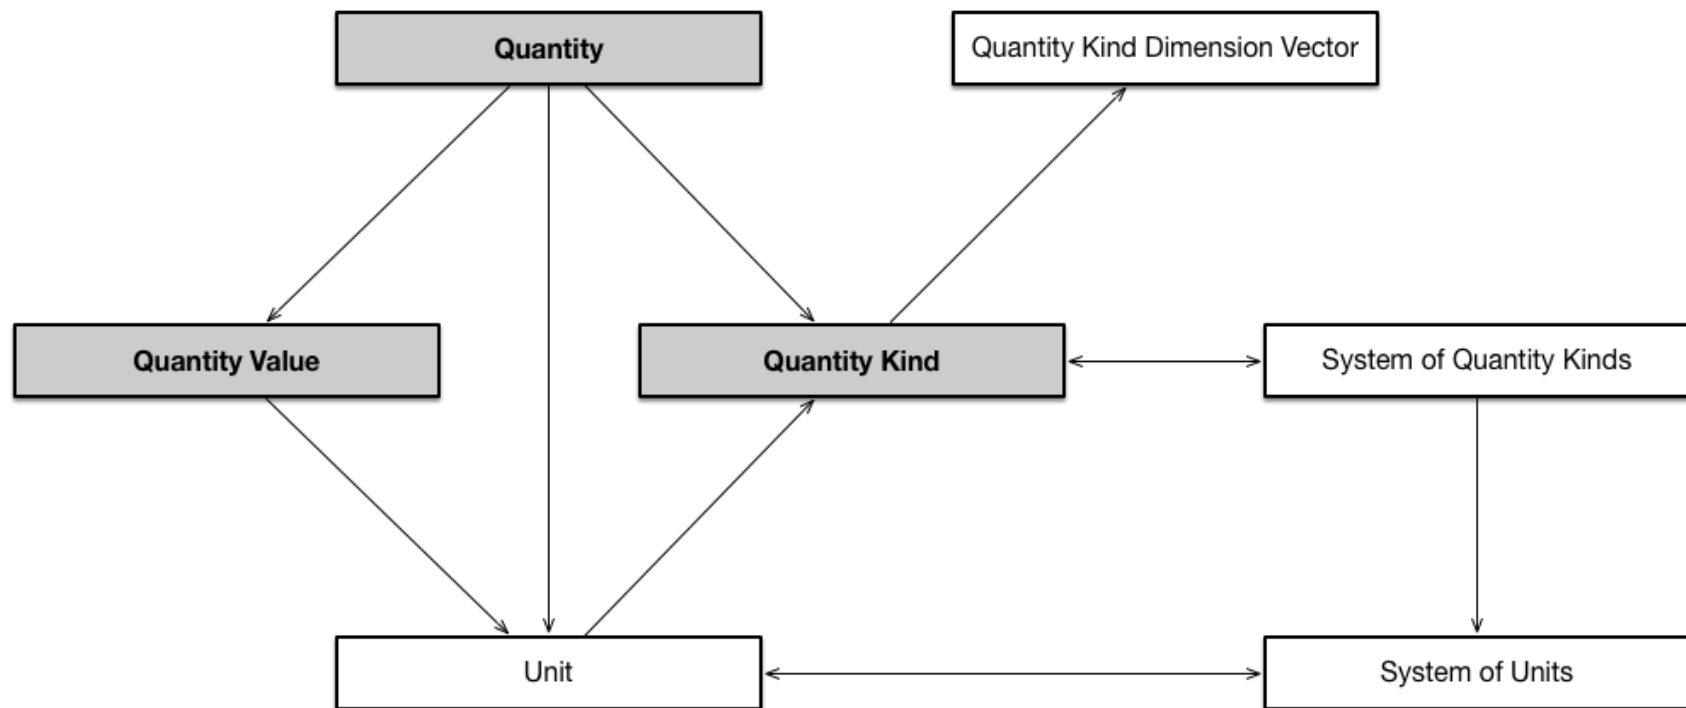 Quantity
Quantity Kind Dimension Vector
Quantity Value
Quantity Kind
System of Quantity Kinds
Unit
System of Units